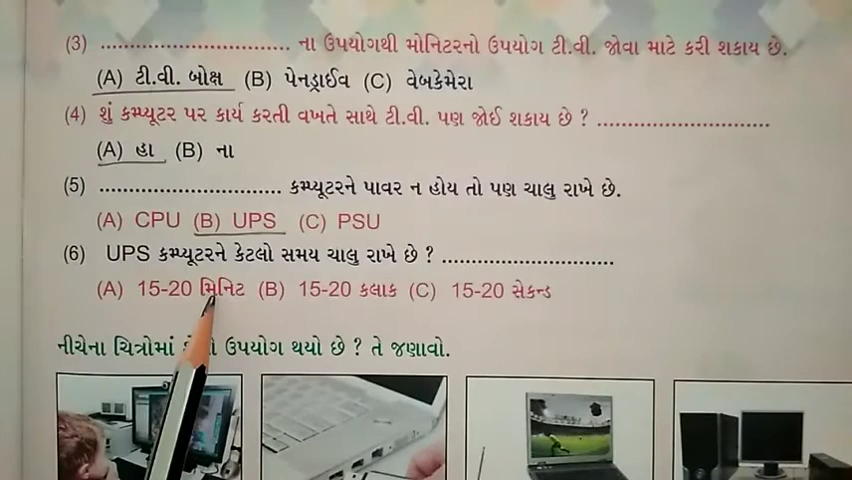 (3) ................................ ના ઉપયોગથી મોનિટરનો ઉપયોગ ટી.વી. જોવા માટે કરી શકાય છે.
(A) ટી.વી. બોક્ષ (B) પેનડ્રાઈવ (C) વેબકેમેરા
(4) શું કમ્પ્યૂટર પર કાર્ય કરતી વખતે સાથે ટી.વી. પણ જોઈ શકાય છે ? .............................
(A) હા (B) ના
(5) ............................... કમ્પ્યૂટરને પાવર ન હોય તો પણ ચાલુ રાખે છે.
(A) CPU (B) UPS (C) PSU
(6) UPS કમ્પ્યૂટરને કેટલો સમય ચાલુ રાખે છે ? .............................
(A) 15-20 મિનિટ (B) 15-20 કલાક (C) 15-20 સેકન્ડ
નીચેના ચિત્રોમાં ઉપયોગ થયો છે ? તે જણાવો.